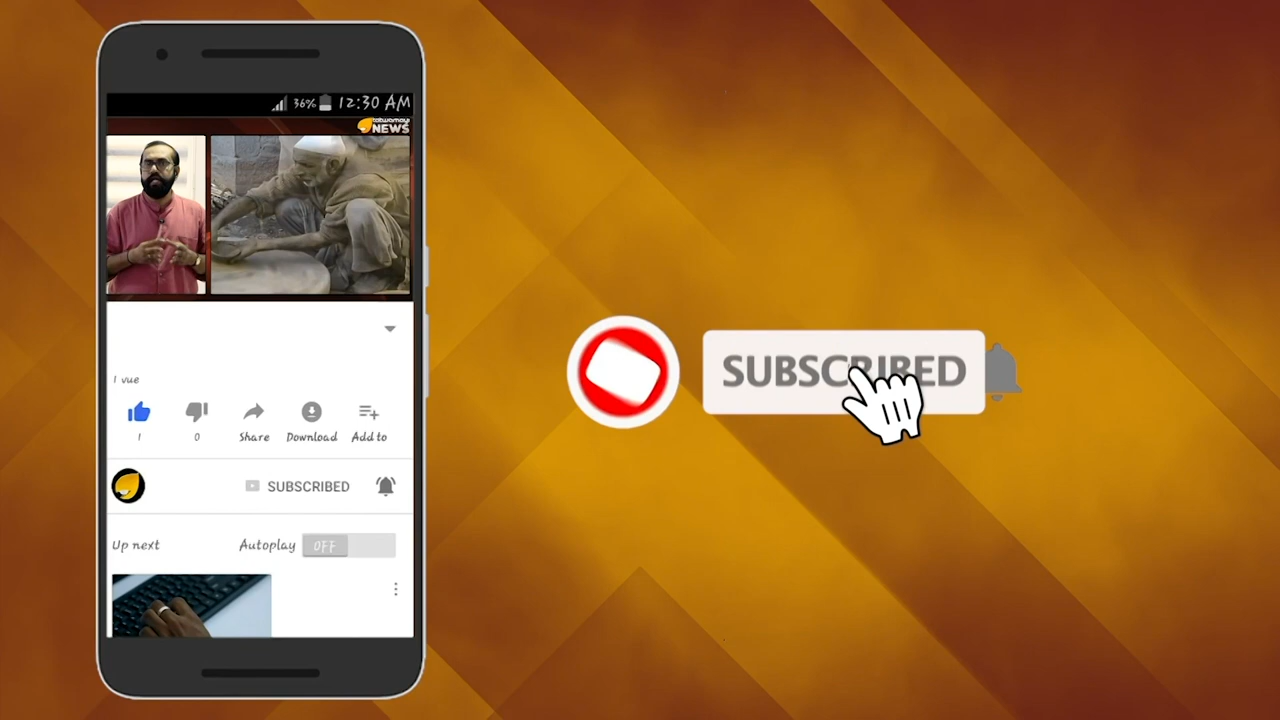 36% 12:30 AM
tatwamayi
NEWS
1 vue
1
0
Share
Download
Add to
SUBSCRIBED
SUBSCRIBED
Up next
Autoplay
OFF